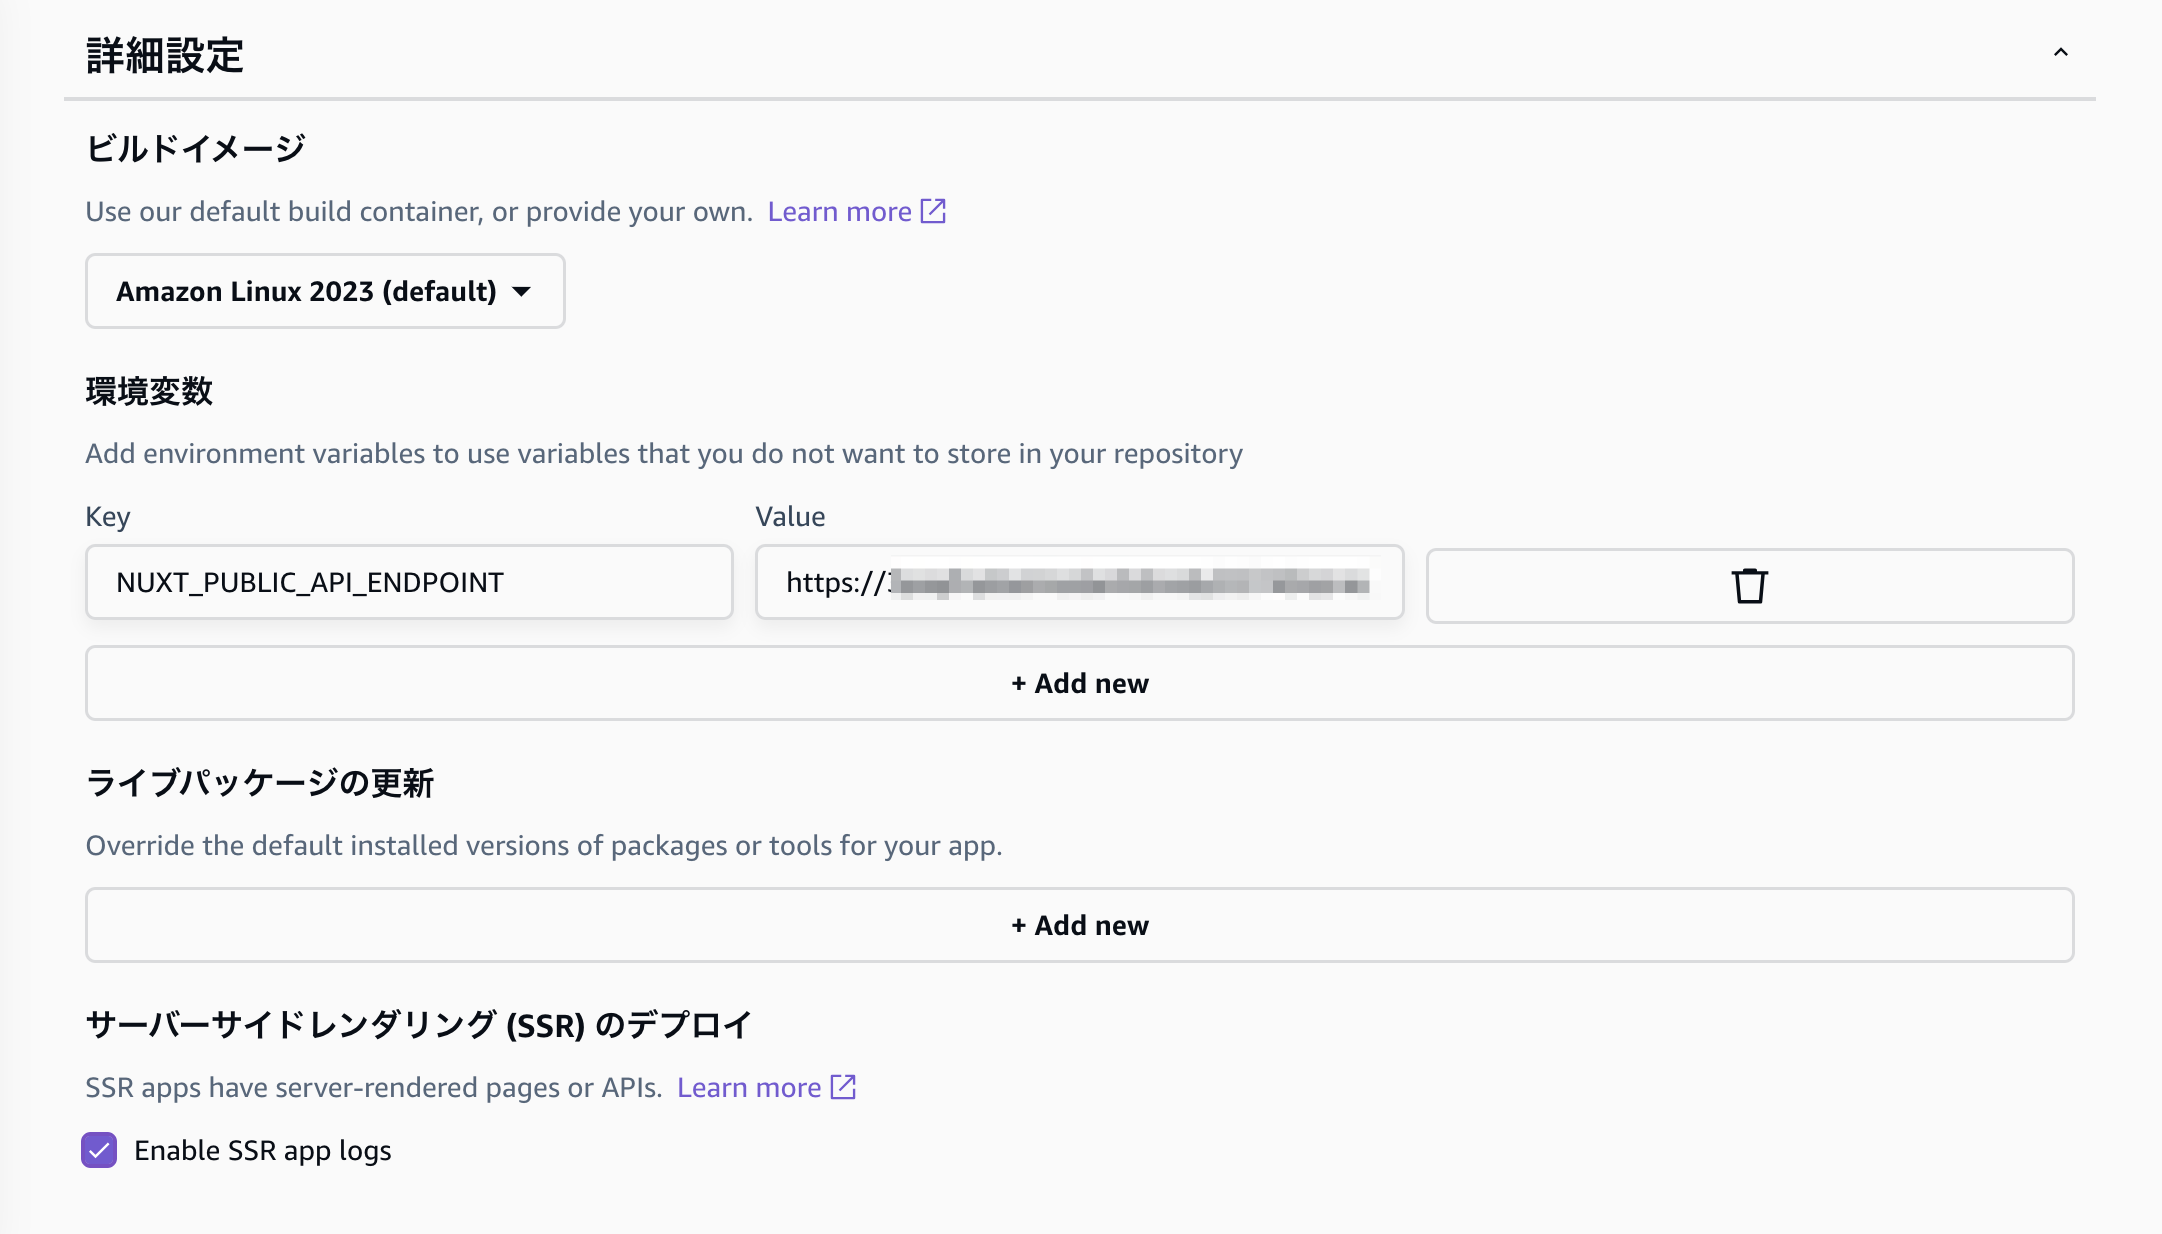 詳細設定
ビルドイメージ
Use our default build container, or provide your own. Learn more
Amazon Linux 2023 (default)
環境変数
Add environment variables to use variables that you do not want to store in your repository
Key Value
NUXT_PUBLIC_API_ENDPOINT https://
+ Add new
ライブパッケージの更新
Override the default installed versions of packages or tools for your app.
+ Add new
サーバーサイドレンダリング (SSR) のデプロイ
SSR apps have server-rendered pages or APIs. Learn more
Enable SSR app logs